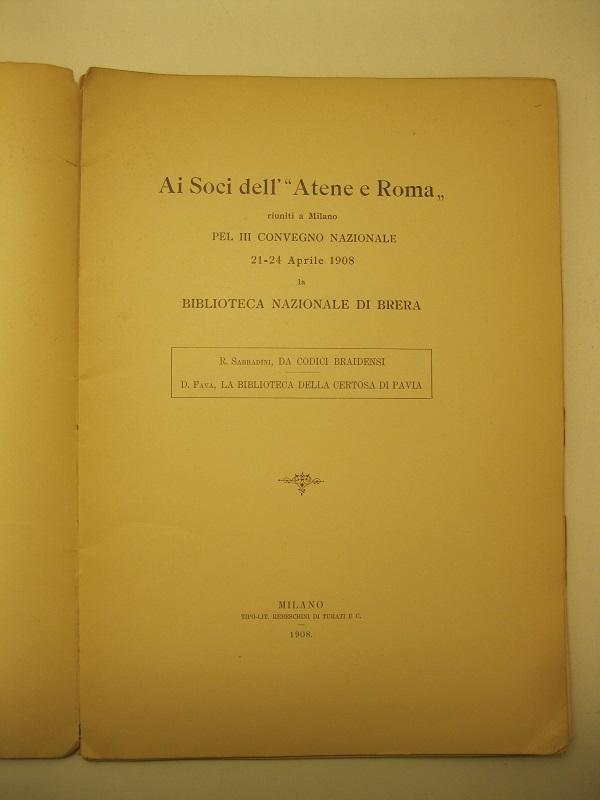 Ai Soci dell' “Atene e Roma„
riuniti a Milano
PEL III CONVEGNO NAZIONALE
21-24 Aprile 1908
la
BIBLIOTECA NAZIONALE DI BRERA
R. Sabbadini, DA CODICI BRAIDENSI
D. Fava, LA BIBLIOTECA DELLA CERTOSA DI PAVIA
MILANO
TIPO-LIT. REBESCHINI DI TURATI E C.
1908.